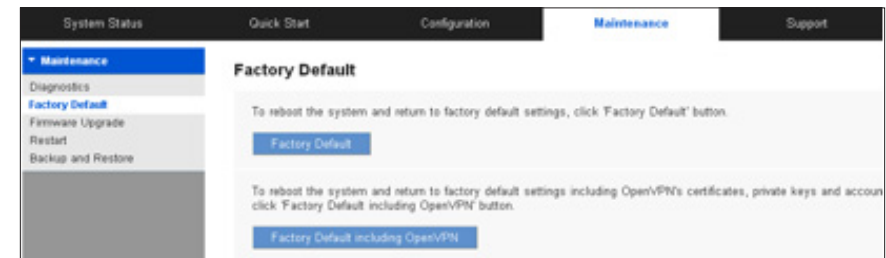 System Status Quick Start Configuration Maintenance Support
Maintenance
Diagnostics
Factory Default
Firmware Upgrade
Restart
Backup and Restore
Factory Default
To reboot the system and return to factory default settings, click 'Factory Default' button.
Factory Default
To reboot the system and return to factory default settings including OpenVPN's certificates, private keys and accoun
click 'Factory Default including OpenVPN' button.
Factory Default including OpenVPN